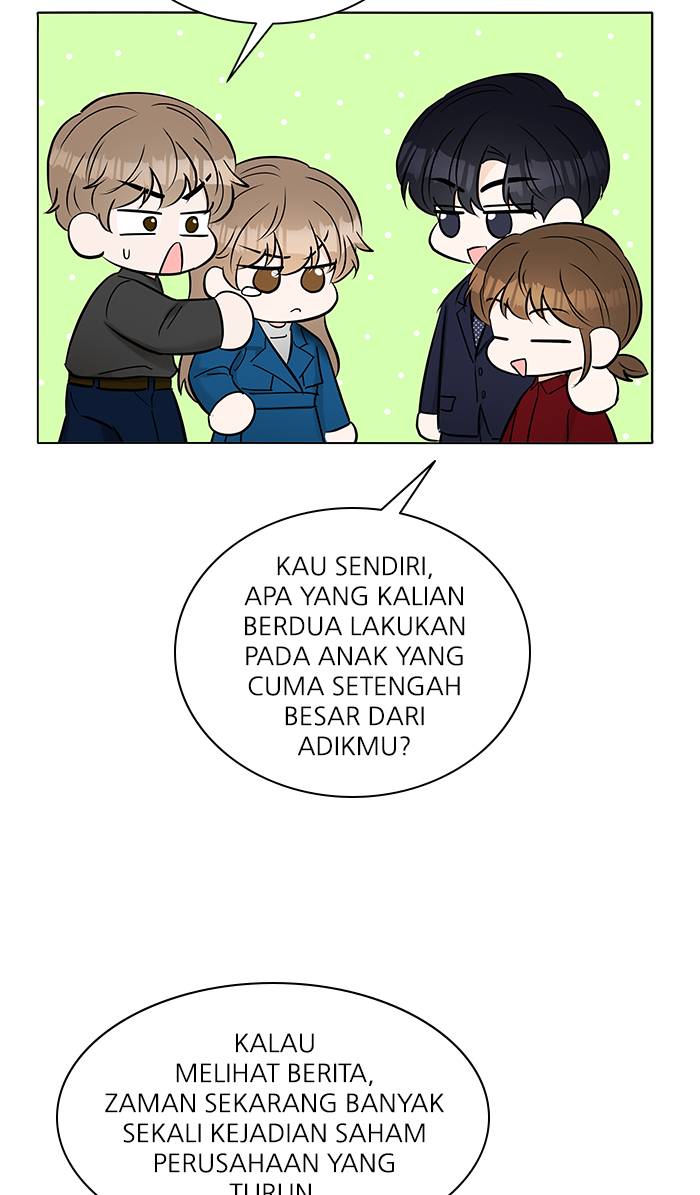 KAU SENDIRI,
APA YANG KALIAN
BERDUA LAKUKAN
PADA ANAK YANG
CUMA SETENGAH
BESAR DARI
ADIKMU?
KALAU
MELIHAT BERITA,
ZAMAN SEKARANG BANYAK
SEKALI KEJADIAN SAHAM
PERUSAHAAN YANG
TURUN